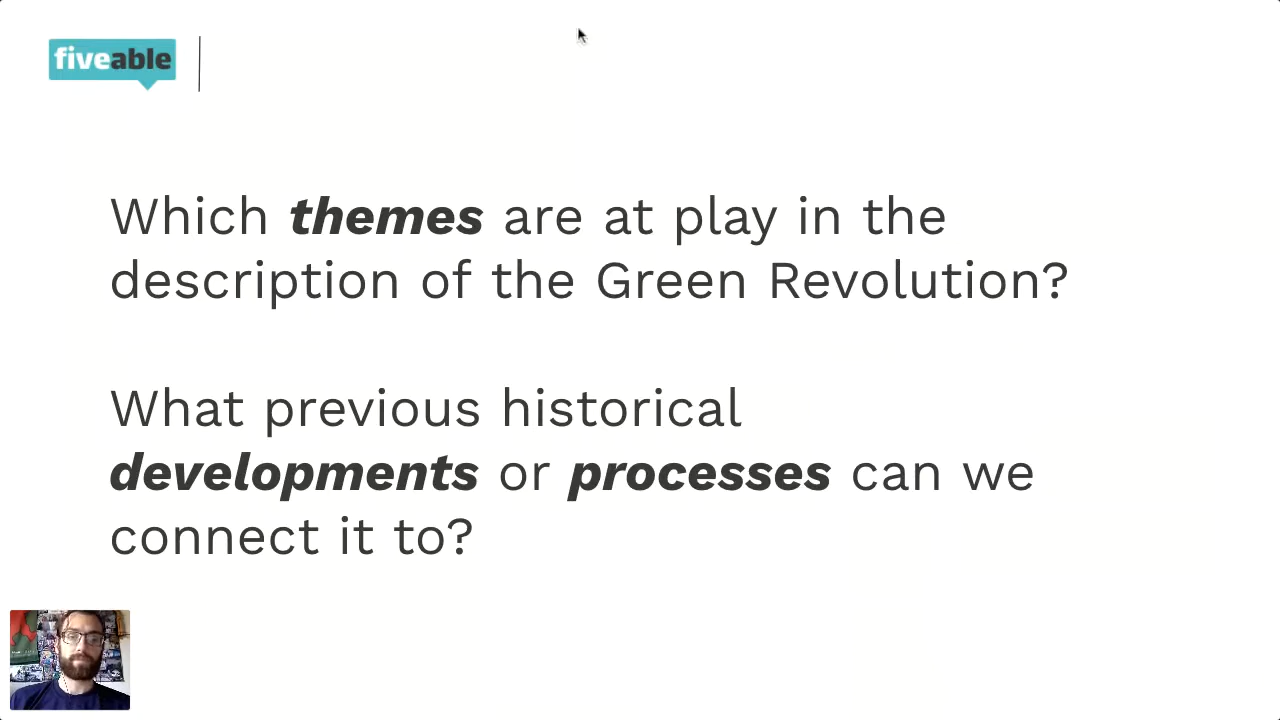 fiveable
Which themes are at play in the
description of the Green Revolution?
What previous historical
developments or processes can we
connect it to?